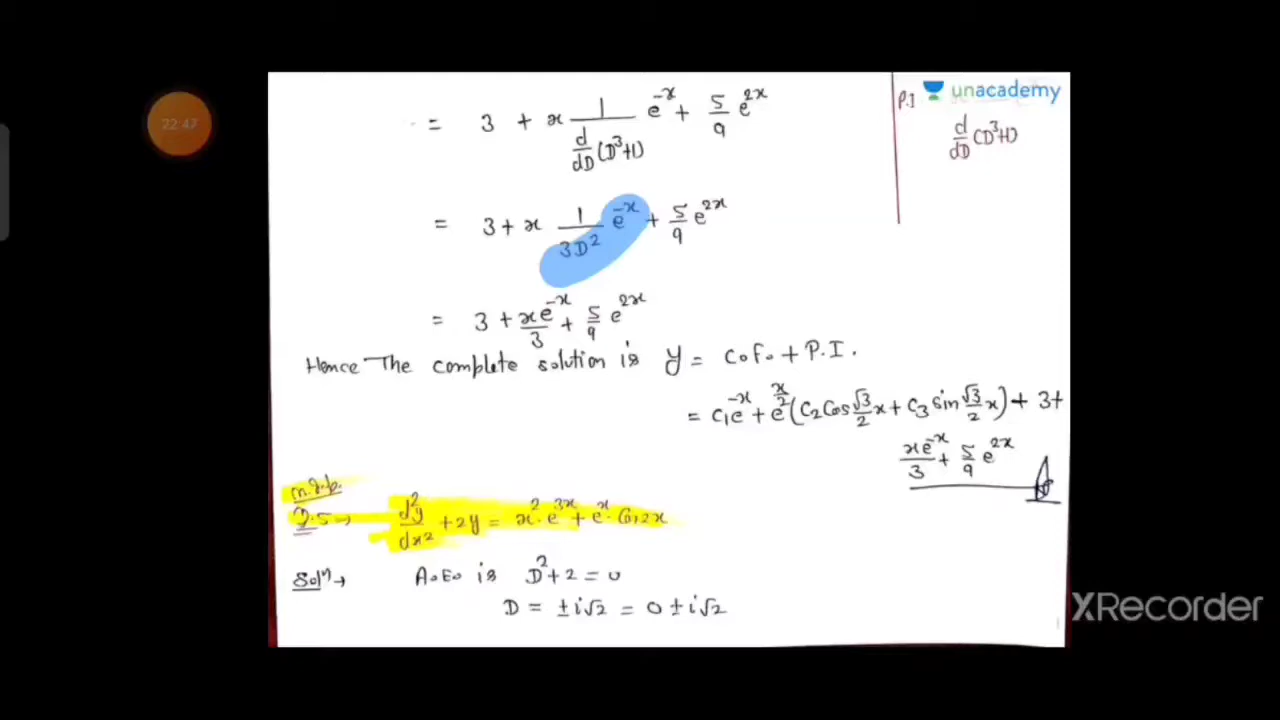 22:47
unacademy
= 3 + x 1/(d/dD (D³+1)) e^-x + 5/9 e^2x
P.I
d/dD (D³+1)
= 3 + x 1/3D² e^-x + 5/9 e^2x
= 3 + xe^-x/3 + 5/9 e^2x
Hence The complete solution is y = C.F. + P.I.
= C₁e^-x + e^x/2 (C₂ Cos √3/2 x + C₃ sin √3/2 x) + 3 +
xe^-x/3 + 5/9 e^2x
Q.5→ d²y/dx² + 2y = x² · e^3x + e^x · Cos2x
Solⁿ→ A.E. is D² + 2 = 0
D = ± i√2 = 0 ± i√2
XRecorder